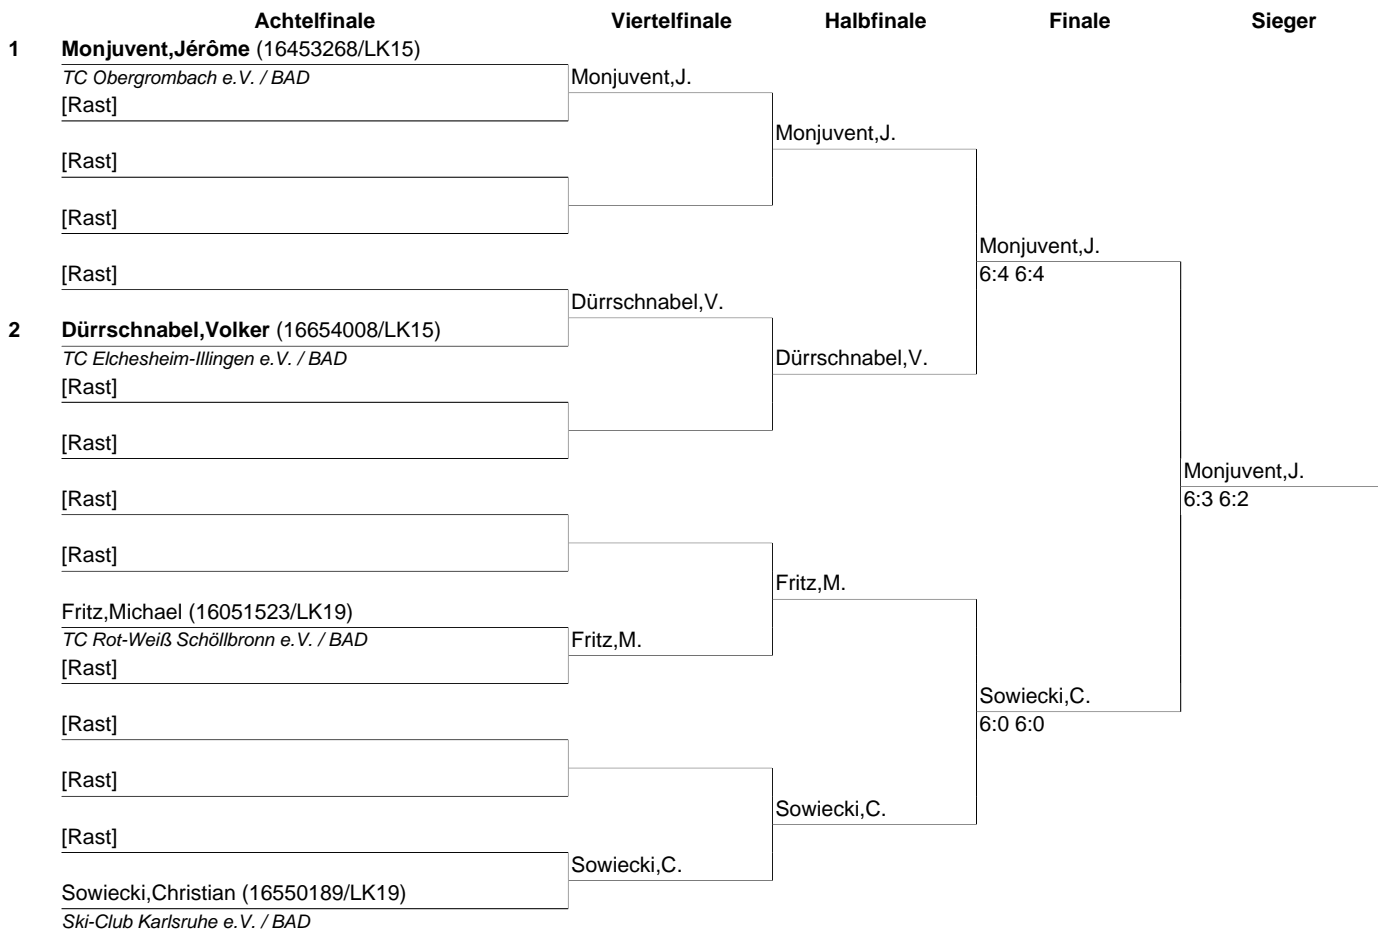 Achtelfinale Viertelfinale Halbfinale Finale Sieger
1 Monjuvent,Jérôme (16453268/LK15)
TC Obergrombach e.V. / BAD Monjuvent,J.
[Rast]
Monjuvent,J.
[Rast]
[Rast]
Monjuvent,J.
[Rast] 6:4 6:4
Dürrschnabel,V.
2 Dürrschnabel,Volker (16654008/LK15)
TC Elchesheim-Illingen e.V. / BAD Dürrschnabel,V.
[Rast]
[Rast]
Monjuvent,J.
[Rast] 6:3 6:2
[Rast]
Fritz,M.
Fritz,Michael (16051523/LK19)
TC Rot-Weiß Schöllbronn e.V. / BAD Fritz,M.
[Rast]
Sowiecki,C.
[Rast] 6:0 6:0
[Rast]
Sowiecki,C.
[Rast]
Sowiecki,C.
Sowiecki,Christian (16550189/LK19)
Ski-Club Karlsruhe e.V. / BAD